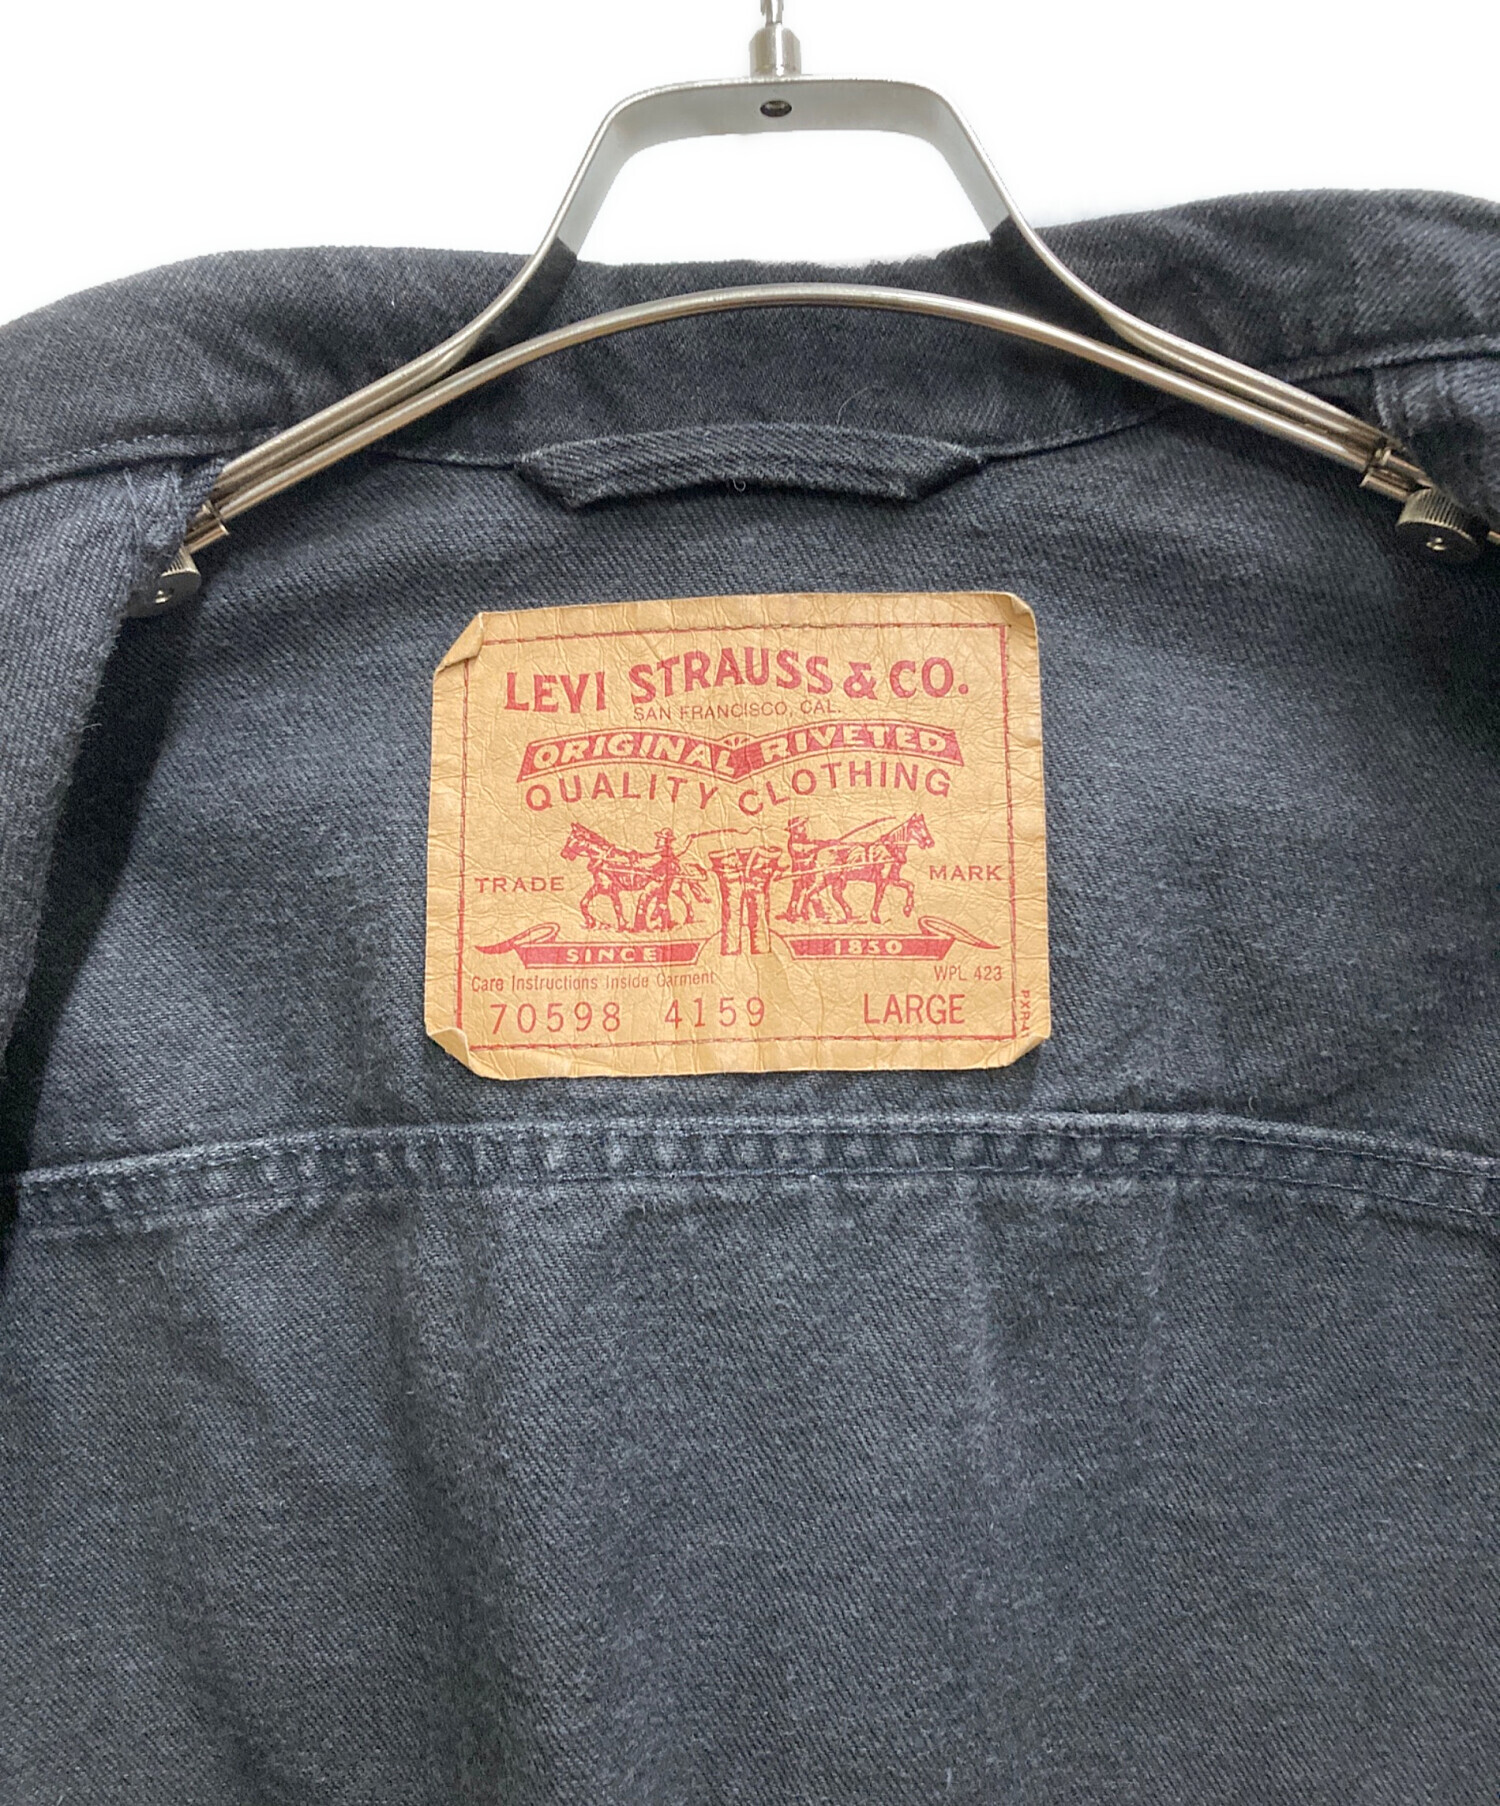 LEVI STRAUSS & CO.
SAN FRANCISCO, CAL.
ORIGINAL RIVETED
QUALITY CLOTHING
TRADE MARK
SINCE 1850
Care Instructions Inside Garment WPL 423
70598 4159 LARGE